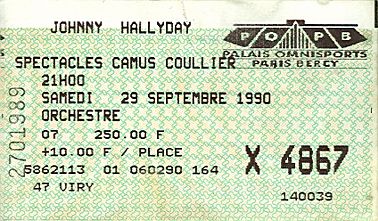 JOHNNY HALLYDAY
POPB
PALAIS OMNISPORTS
PARIS BERCY
SPECTACLES CAMUS COULLIER
21H00
SAMEDI 29 SEPTEMBRE 1990
ORCHESTRE
07 250.00 F
+10.00 F / PLACE
X 4867
5862113 01 060290 164
47 VIRY
140039
2701989